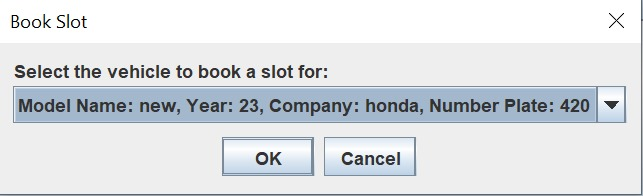 Book Slot
Select the vehicle to book a slot for:
Model Name: new, Year: 23, Company: honda, Number Plate: 420
OK
Cancel